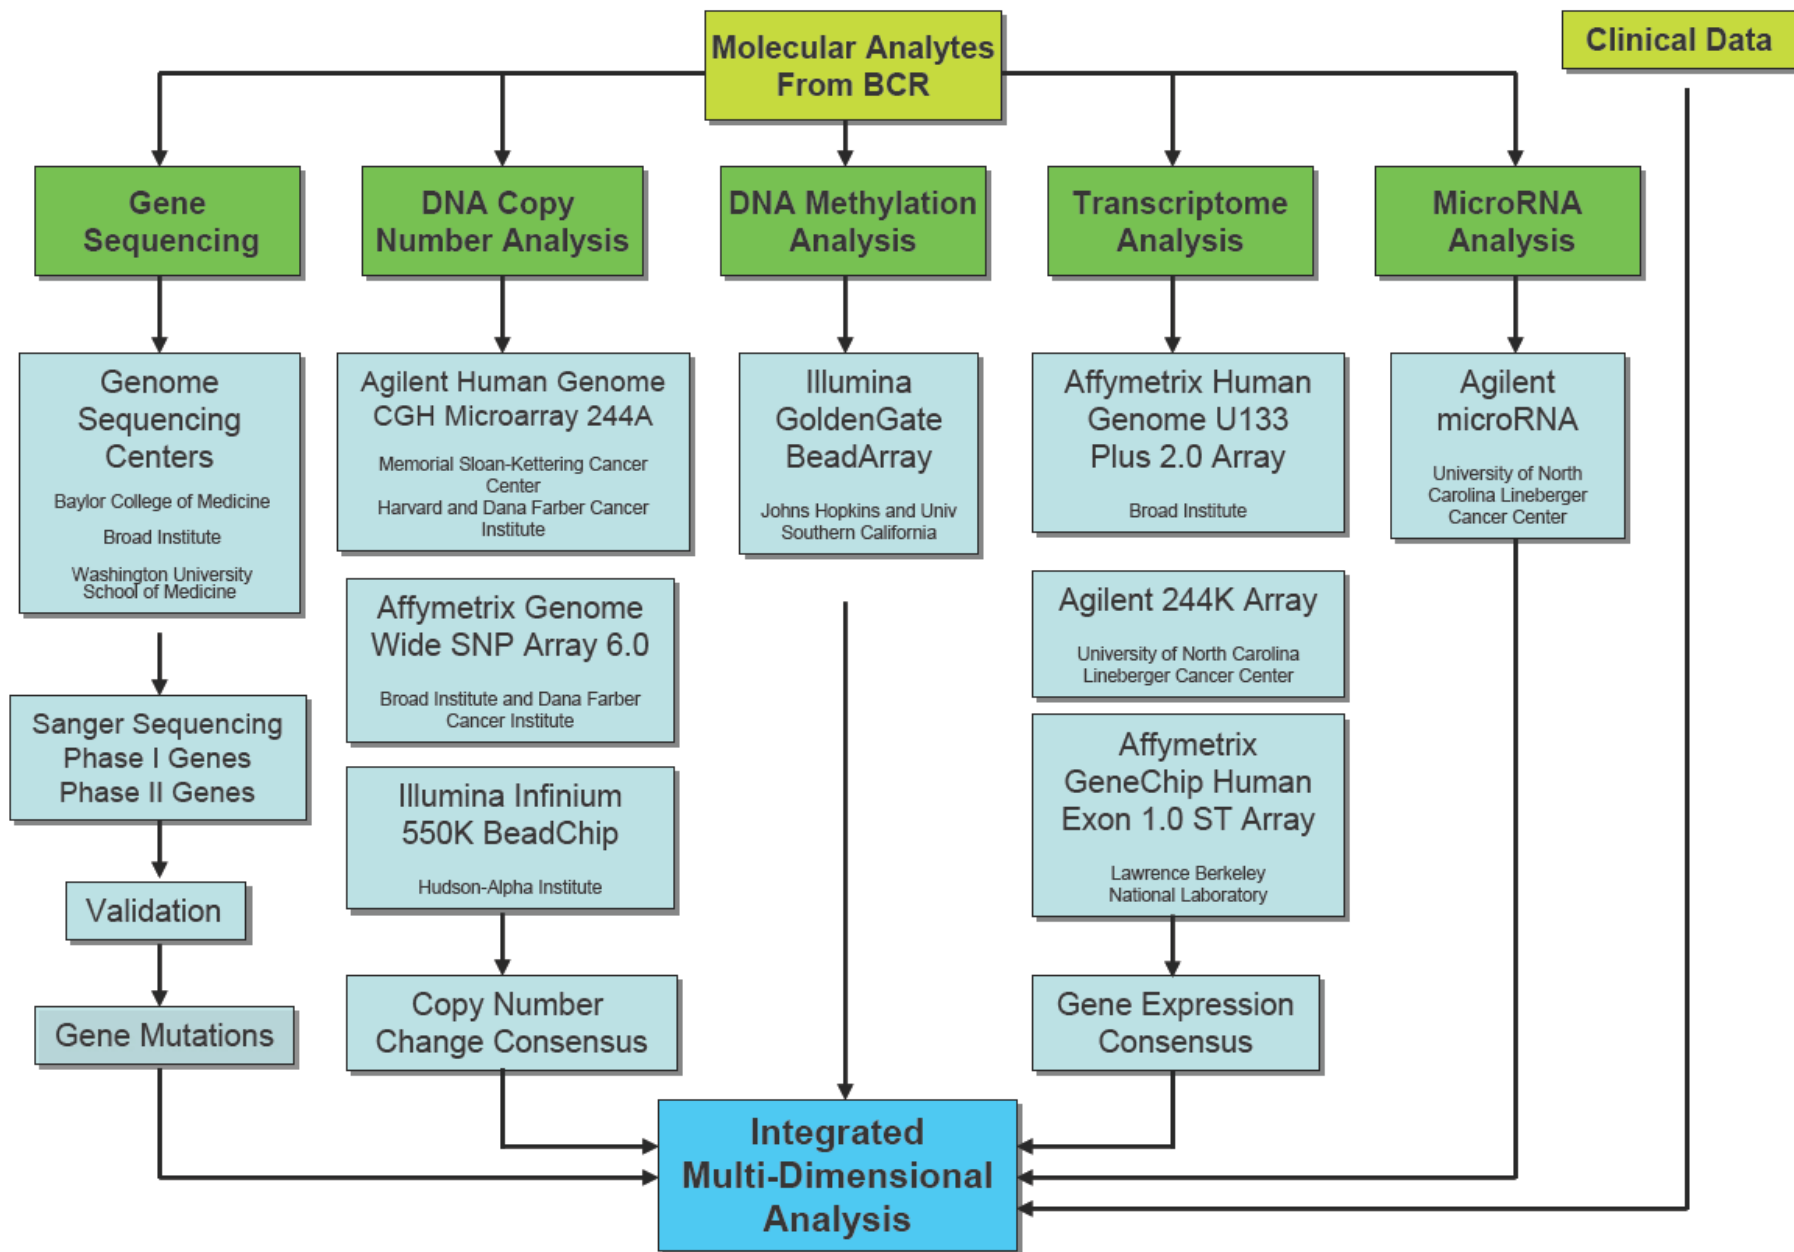 Molecular Analytes
From BCR
Clinical Data
Gene
Sequencing
DNA Copy
Number Analysis
DNA Methylation
Analysis
Transcriptome
Analysis
MicroRNA
Analysis
Genome
Sequencing
Centers
Baylor College of Medicine
Broad Institute
Washington University
School of Medicine
Agilent Human Genome
CGH Microarray 244A
Memorial Sloan-Kettering Cancer
Center
Harvard and Dana Farber Cancer
Institute
Illumina
GoldenGate
BeadArray
Johns Hopkins and Univ
Southern California
Affymetrix Human
Genome U133
Plus 2.0 Array
Broad Institute
Agilent
microRNA
University of North
Carolina Lineberger
Cancer Center
Affymetrix Genome
Wide SNP Array 6.0
Broad Institute and Dana Farber
Cancer Institute
Agilent 244K Array
University of North Carolina
Lineberger Cancer Center
Sanger Sequencing
Phase I Genes
Phase II Genes
Illumina Infinium
550K BeadChip
Hudson-Alpha Institute
Affymetrix
GeneChip Human
Exon 1.0 ST Array
Lawrence Berkeley
National Laboratory
Validation
Gene Mutations
Copy Number
Change Consensus
Gene Expression
Consensus
Integrated
Multi-Dimensional
Analysis